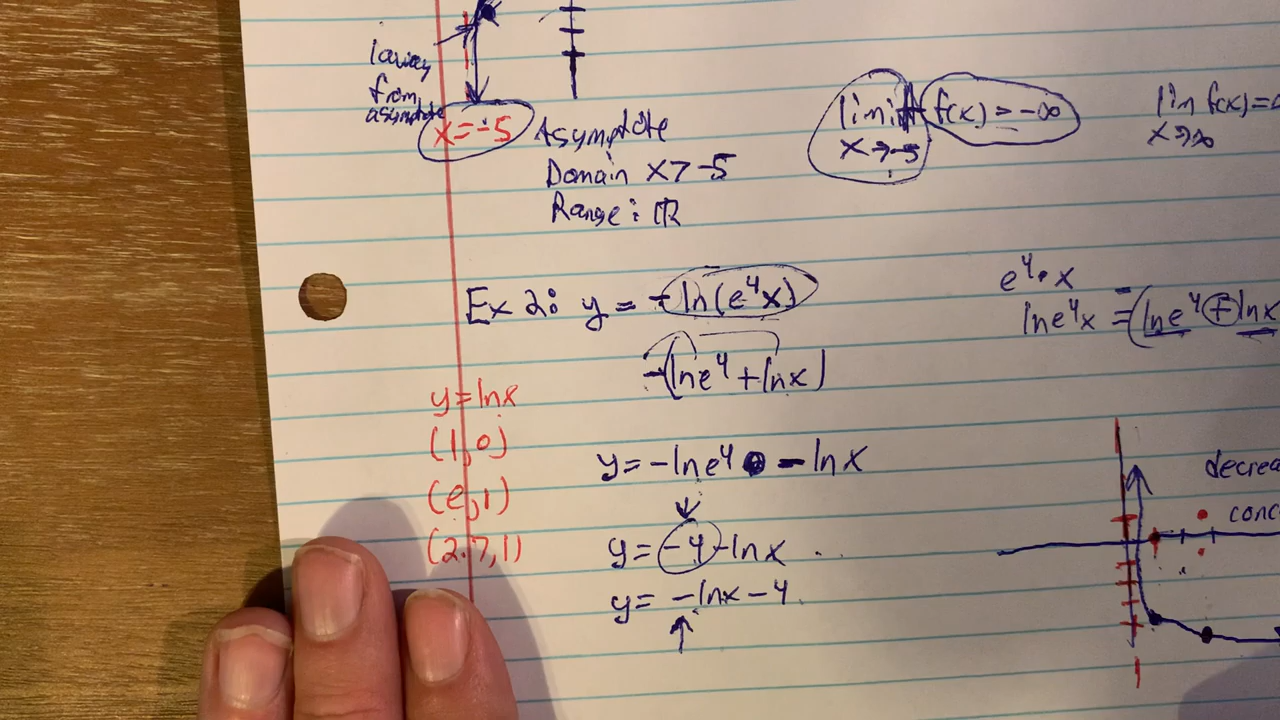 1 away
from
asymptote
x = -5 Asymptote
Domain x > -5
Range : ℝ
limit f(x) = -∞
x → -5
lim f(x) =
x → ∞
Ex 2: y = -ln(e⁴x)
-(ln e⁴ + ln x)
e⁴ · x
ln e⁴x = (ln e⁴ + ln x
y = ln x
(1, 0)
(e, 1)
(2.7, 1)
y = -ln e⁴ - ln x
y = -4 - ln x
y = -ln x - 4
decrea
conc